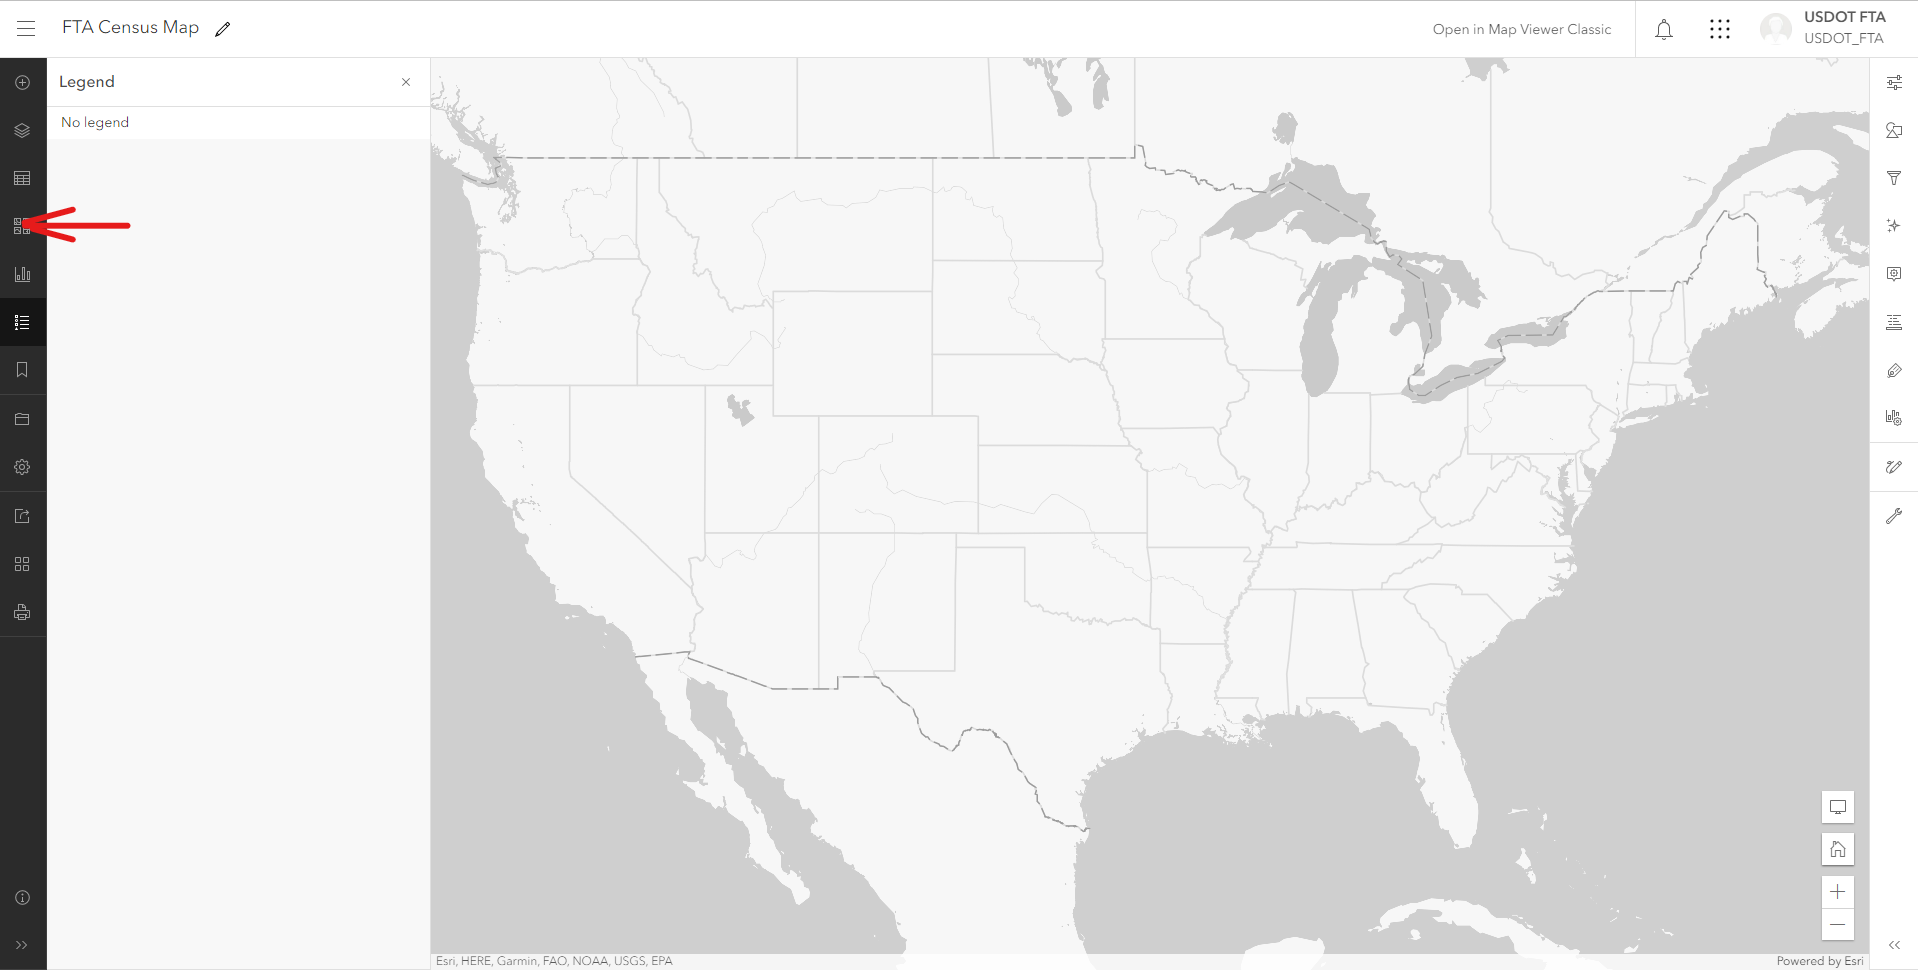 FTA Census Map
Open in Map Viewer Classic
USDOT FTA
USDOT_FTA
Legend
No legend
Esri, HERE, Garmin, FAO, NOAA, USGS, EPA
Powered by Esri